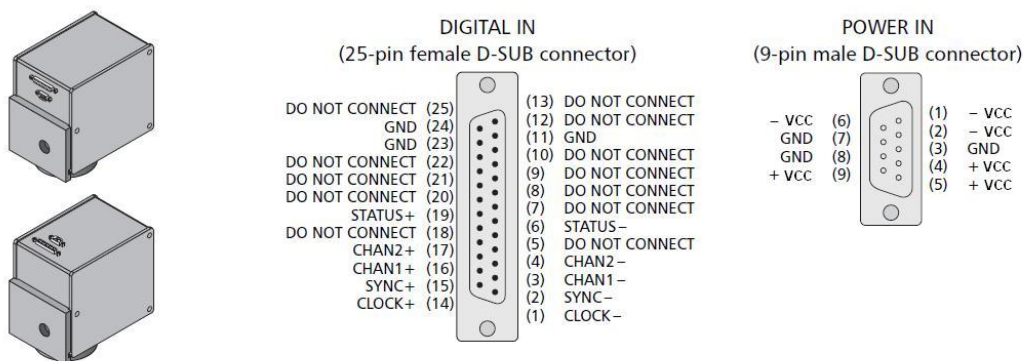 DIGITAL IN
(25-pin female D-SUB connector)
DO NOT CONNECT (25)
GND (24)
GND (23)
DO NOT CONNECT (22)
DO NOT CONNECT (21)
DO NOT CONNECT (20)
STATUS+ (19)
DO NOT CONNECT (18)
CHAN2+ (17)
CHAN1+ (16)
SYNC+ (15)
CLOCK+ (14)
(13) DO NOT CONNECT
(12) DO NOT CONNECT
(11) GND
(10) DO NOT CONNECT
(9) DO NOT CONNECT
(8) DO NOT CONNECT
(7) DO NOT CONNECT
(6) STATUS−
(5) DO NOT CONNECT
(4) CHAN2−
(3) CHAN1−
(2) SYNC−
(1) CLOCK−
POWER IN
(9-pin male D-SUB connector)
− VCC (6)
GND (7)
GND (8)
+ VCC (9)
(1) − VCC
(2) − VCC
(3) GND
(4) + VCC
(5) + VCC